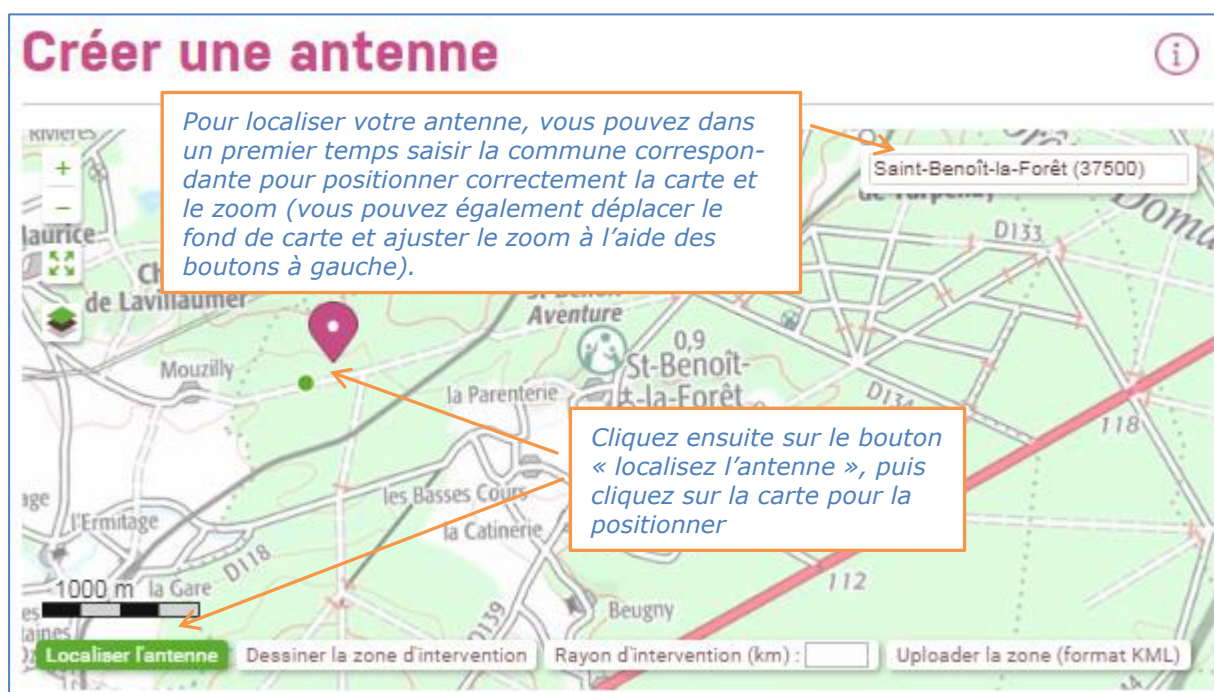 Créer une antenne
i
Pour localiser votre antenne, vous pouvez dans
un premier temps saisir la commune correspon-
dante pour positionner correctement la carte et
le zoom (vous pouvez également déplacer le
fond de carte et ajuster le zoom à l’aide des
boutons à gauche).
Saint-Benoît-la-Forêt (37500)
+
−
laurice
de Lavillaumer
Aventure
D133
Mouzilly
0,9
St-Benoît-
la-Forêt
la Parenterie
D134
118
Cliquez ensuite sur le bouton
« localisez l’antenne », puis
cliquez sur la carte pour la
positionner
les Basses Cours
l'Ermitage
la Catinerie
D118
1000 m
la Gare
112
D139
Beugny
Localiser l'antenne
Dessiner la zone d'intervention
Rayon d'intervention (km) :
Uploader la zone (format KML)